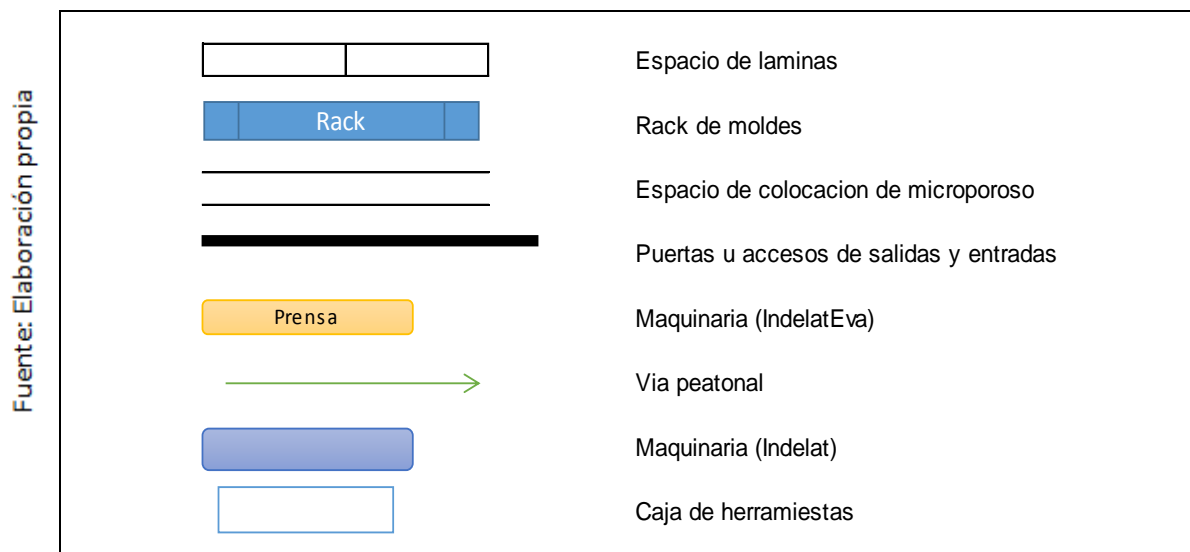 Fuente: Elaboración propia
Espacio de laminas
Rack
Rack de moldes
Espacio de colocacion de microporoso
Puertas u accesos de salidas y entradas
Prensa
Maquinaria (IndelatEva)
Via peatonal
Maquinaria (Indelat)
Caja de herramiestas